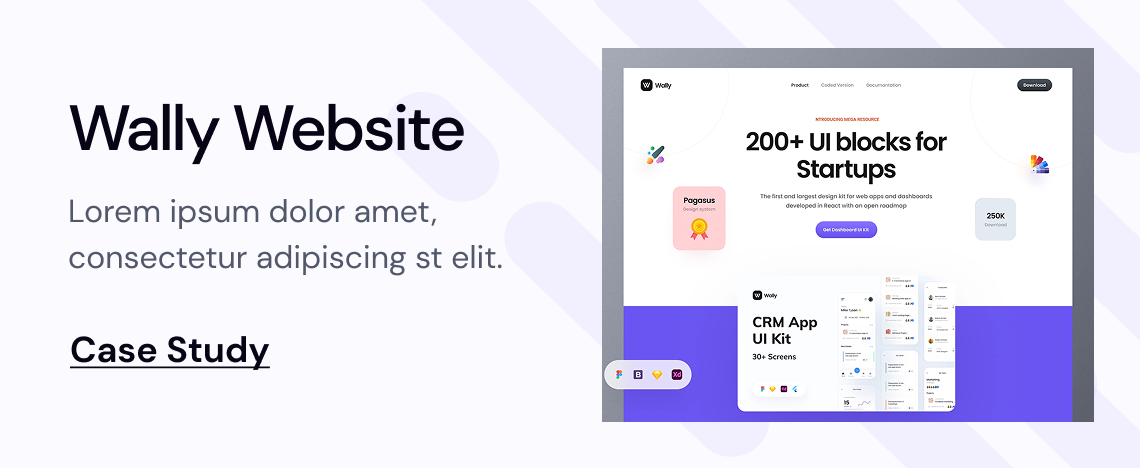 Wally Website
Lorem ipsum dolor amet,
consectetur adipiscing st elit.
Case Study
Wally
Product
Coded Version
Documentation
Download
NTRODUCING MEGA RESOURCE
200+ UI blocks for
Startups
The first and largest design kit for web apps and dashboards
developed in React with an open roadmap
Get Dashboard UI Kit
Pagasus
Design system
250K
Download
Wally
CRM App
UI Kit
30+ Screens
B
Xd
Marketing
15